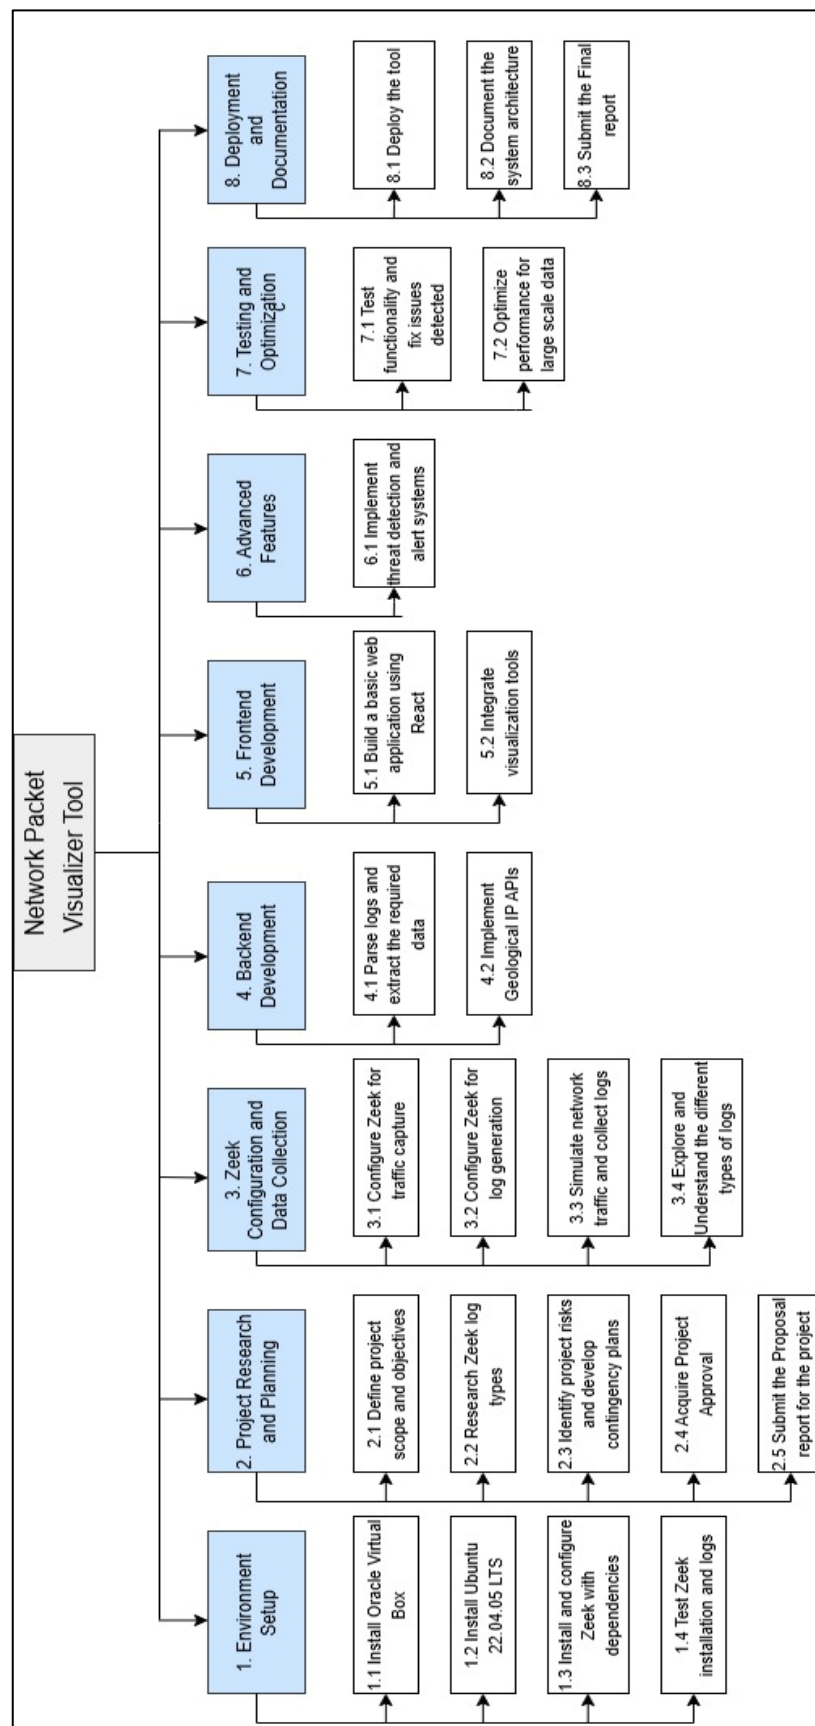 Network Packet
Visualizer Tool
1. Environment
Setup
1.1 Install Oracle Virtual
Box
1.2 Install Ubuntu
22.04.05 LTS
1.3 Install and configure
Zeek with
dependencies
1.4 Test Zeek
installation and logs
2. Project Research
and Planning
2.1 Define project
scope and objectives
2.2 Research Zeek log
types
2.3 Identify project risks
and develop
contingency plans
2.4 Acquire Project
Approval
2.5 Submit the Proposal
report for the project
3. Zeek
Configuration and
Data Collection
3.1 Configure Zeek for
traffic capture
3.2 Configure Zeek for
log generation
3.3 Simulate network
traffic and collect logs
3.4 Explore and
Understand the different
types of logs
4. Backend
Development
4.1 Parse logs and
extract the required
data
4.2 Implement
Geological IP APIs
5. Frontend
Development
5.1 Build a basic web
application using
React
5.2 Integrate
visualization tools
6. Advanced
Features
6.1 Implement
threat detection and
alert systems
7. Testing and
Optimization
7.1 Test
functionality and
fix issues
detected
7.2 Optimize
performance for
large scale data
8. Deployment
and
Documentation
8.1 Deploy the tool
8.2 Document the
system architecture
8.3 Submit the Final
report